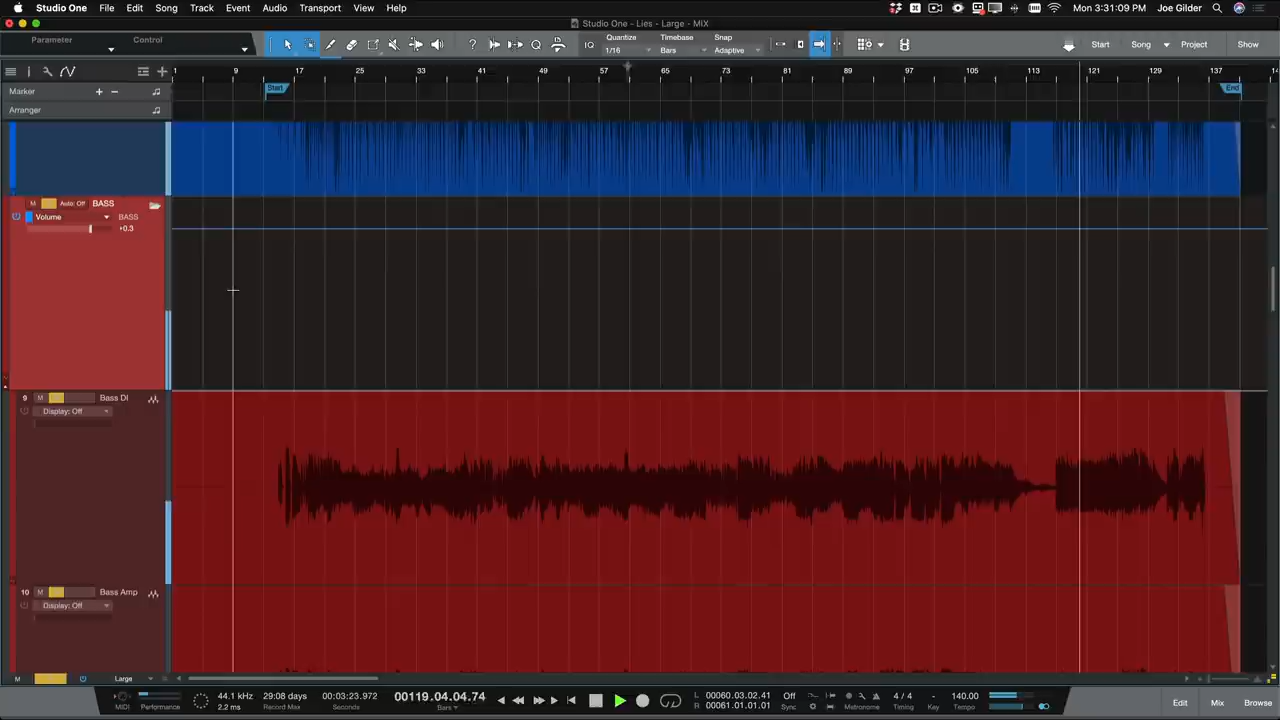 Studio One File Edit Song Track Event Audio Transport View Help Mon 3:31:09 PM Joe Gilder
Studio One - Lies - Large - MIX
Parameter Control IQ Quantize 1/16 Timebase Bars Snap Adaptive Start Song Project Show
1 9 17 25 33 41 49 57 65 73 81 89 97 105 113 121 129 137 14
Marker Start End
Arranger
M Auto: Off BASS
Volume BASS
+0.3
9 M Bass DI
Display: Off
10 M Bass Amp
Display: Off
M Large
MIDI Performance 44.1 kHz 2.2 ms 29:08 days Record Max 00:03:23.972 Seconds 00119.04.04.74 Bars L 00060.03.02.41 R 00061.01.01.01 Off Sync Metronome 4 / 4 Timing - Key 140.00 Tempo Edit Mix Browse